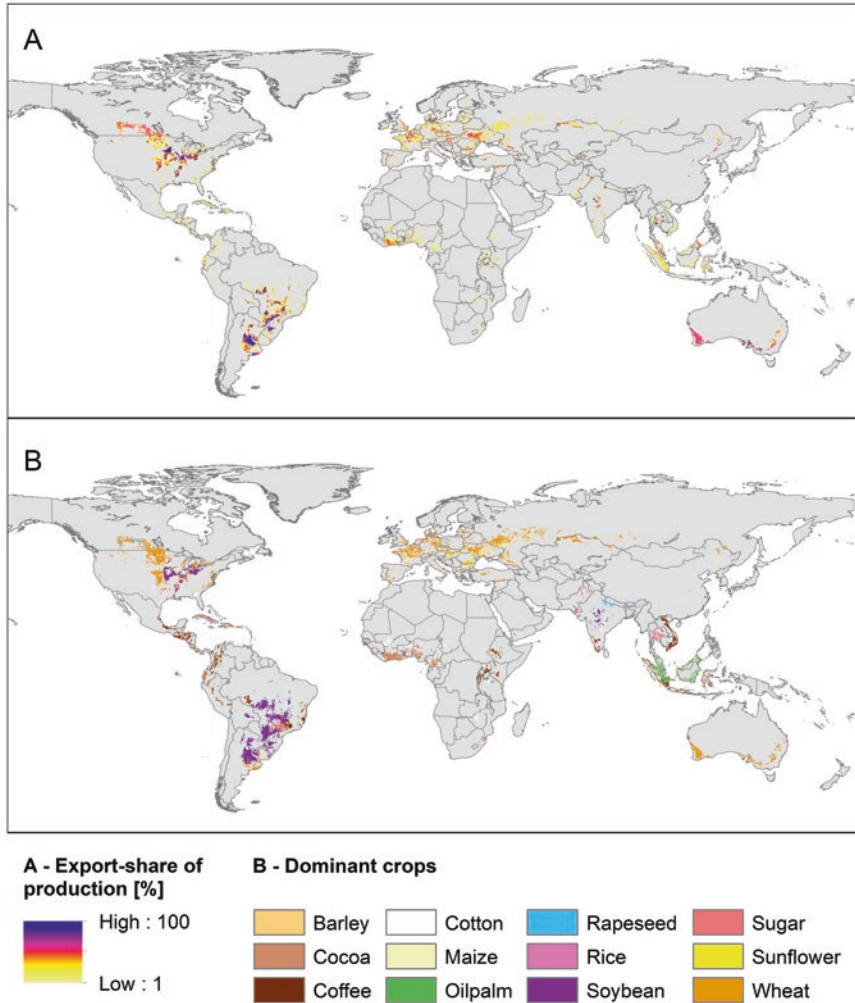 A
B
A - Export-share of
production [%]
High : 100
Low : 1
B - Dominant crops
Barley
Cotton
Rapeseed
Sugar
Cocoa
Maize
Rice
Sunflower
Coffee
Oilpalm
Soybean
Wheat